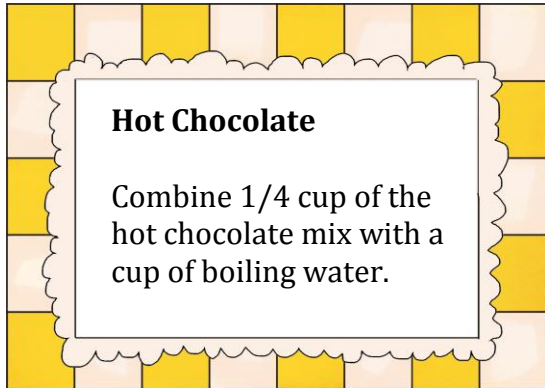 Hot Chocolate
Combine 1/4 cup of the
hot chocolate mix with a
cup of boiling water.